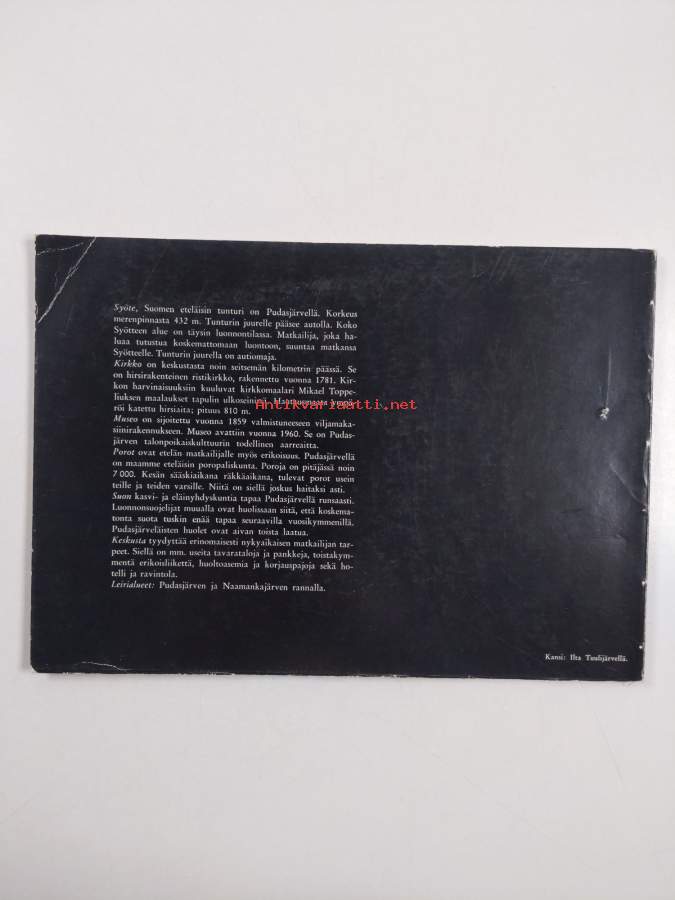 Syöte, Suomen eteläisin tunturi on Pudasjärvellä. Korkeus
merenpinnasta 432 m. Tunturin juurelle pääsee autolla. Koko
Syötteen alue on täysin luonnontilassa. Matkailija, joka ha-
luaa tutustua koskemattomaan luontoon, suuntaa matkansa
Syötteelle. Tunturin juurella on autiomaja.
Kirkko on keskustasta noin seitsemän kilometrin päässä. Se
on hirsirakenteinen ristikirkko, rakennettu vuonna 1781. Kir-
kon harvinaisuuksiin kuuluvat kirkkomaalari Mikael Toppe-
liuksen maalaukset tapulin ulkoseininä. Hautausmaata ympä-
röi katettu hirsiaita; pituus 810 m.
Antikvariaatti.net
Museo on sijoitettu vuonna 1859 valmistuneeseen viljamaka-
siinirakennukseen. Museo avattiin vuonna 1960. Se on Pudas-
järven talonpoikaiskulttuurin todellinen aarreaitta.
Porot ovat etelän matkailijalle myös erikoisuus. Pudasjärvellä
on maamme eteläisin poropaliskunta. Poroja on pitäjässä noin
7 000. Kesän sääskiaikana räkkäaikana, tulevat porot usein
teille ja teiden varsille. Niitä on siellä joskus haitaksi asti.
Suon kasvi- ja eläinyhdyskuntia tapaa Pudasjärvellä runsaasti.
Luonnonsuojelijat muualla ovat huolissaan siitä, että koskema-
tonta suota tuskin enää tapaa seuraavilla vuosikymmenillä.
Pudasjärveläisten huolet ovat aivan toista laatua.
Keskusta tyydyttää erinomaisesti nykyaikaisen matkailijan tar-
peet. Siellä on mm. useita tavarataloja ja pankkeja, toistakym-
mentä erikoisliikettä, huoltoasemia ja korjauspajoja sekä ho-
telli ja ravintola.
Leirialueet: Pudasjärven ja Naamankajärven rannalla.
Kansi: Ilta Tuulijärvellä.